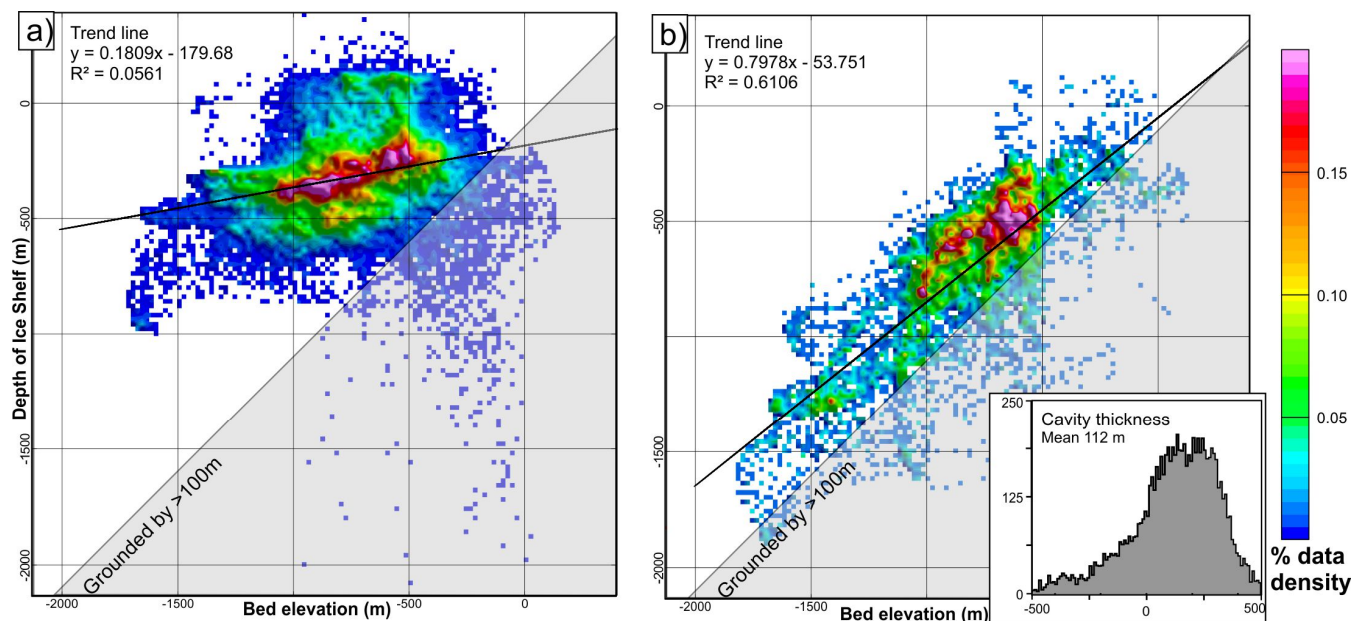 a)
Trend line
y = 0.1809x - 179.68
R² = 0.0561
0
-500
-1000
-1500
-2000
Depth of Ice Shelf (m)
Grounded by >100m
-2000
-1500
-1000
-500
0
Bed elevation (m)
b)
Trend line
y = 0.7978x - 53.751
R² = 0.6106
0
-500
-1000
-1500
-2000
Grounded by >100m
-2000
-1500
-1000
Bed elevation (m)
Cavity thickness
Mean 112 m
250
125
0
-500
0
500
0.15
0.10
0.05
% data
density